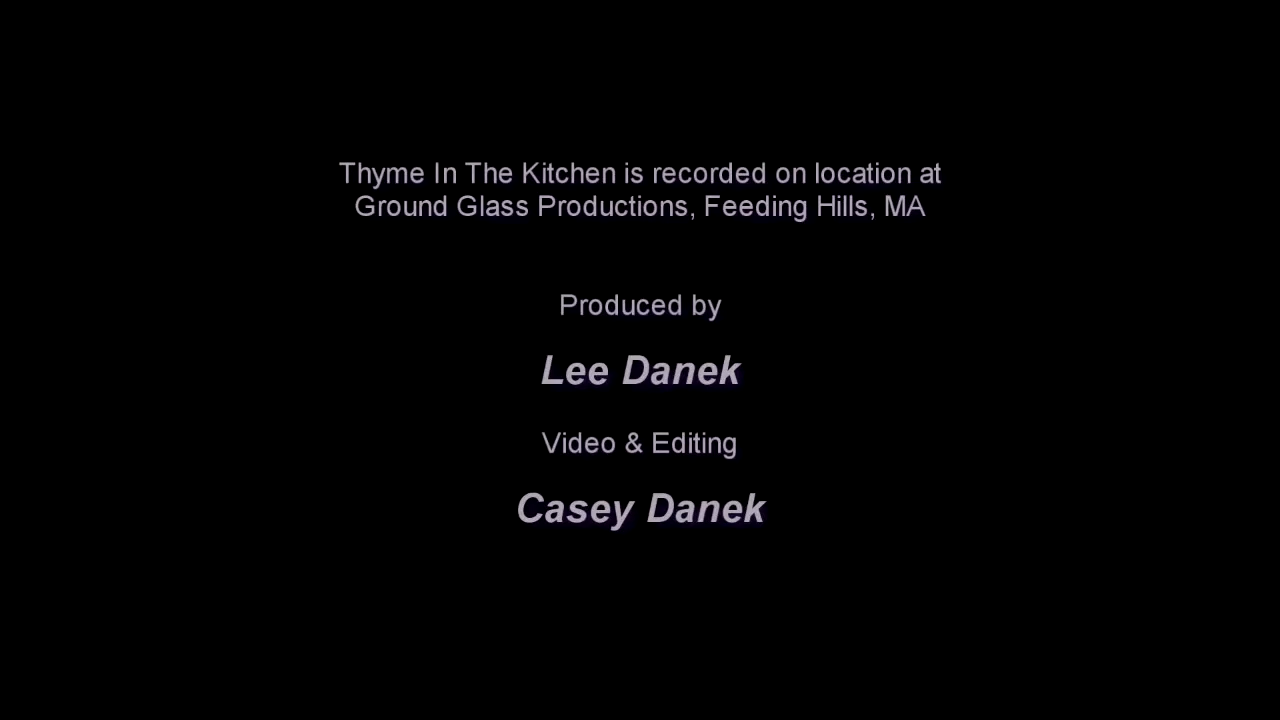 Thyme In The Kitchen is recorded on location at
Ground Glass Productions, Feeding Hills, MA
Produced by
Lee Danek
Video & Editing
Casey Danek